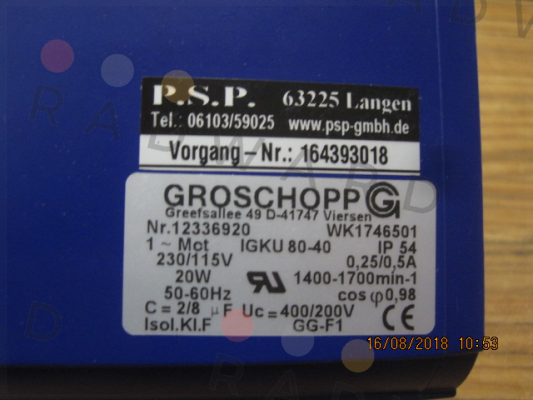 P.S.P. 63225 Langen
Tel.: 06103/59025 www.psp-gmbh.de
Vorgang – Nr.: 164393018
GROSCHOPP G
Greefsallee 49 D-41747 Viersen
Nr.12336920 WK1746501
1 ~ Mot IGKU 80-40 IP 54
230/115V 0,25/0,5A
20W 1400-1700min-1
50-60Hz cosφ0,98
C = 2/8 µF Uc = 400/200V
Isol.Kl.F GG-F1 CE
16/08/2018 10:53
RADWARD